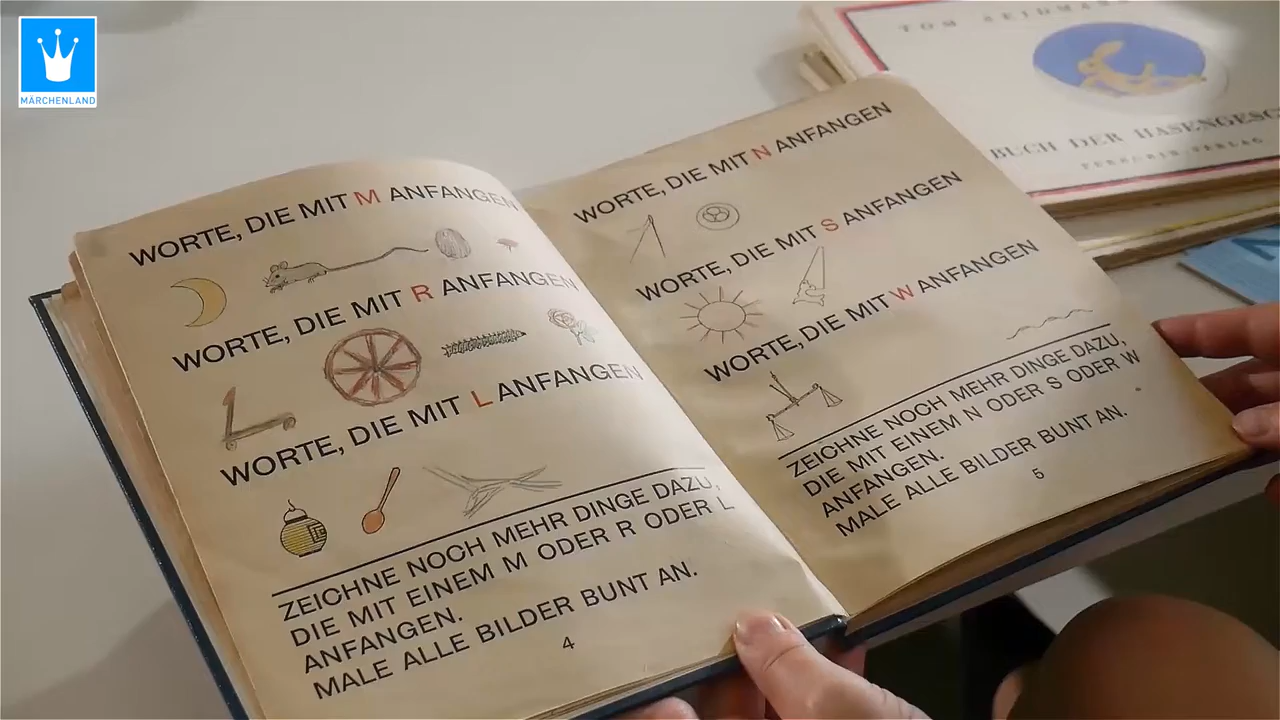 MÄRCHENLAND
WORTE, DIE MIT M ANFANGEN
WORTE, DIE MIT R ANFANGEN
WORTE, DIE MIT L ANFANGEN
ZEICHNE NOCH MEHR DINGE DAZU,
DIE MIT EINEM M ODER R ODER L
ANFANGEN.
MALE ALLE BILDER BUNT AN.
4
WORTE, DIE MIT N ANFANGEN
WORTE, DIE MIT S ANFANGEN
WORTE, DIE MIT W ANFANGEN
ZEICHNE NOCH MEHR DINGE DAZU,
DIE MIT EINEM N ODER S ODER W
ANFANGEN.
MALE ALLE BILDER BUNT AN.
5
TOM
BUCH DER HASENGESC